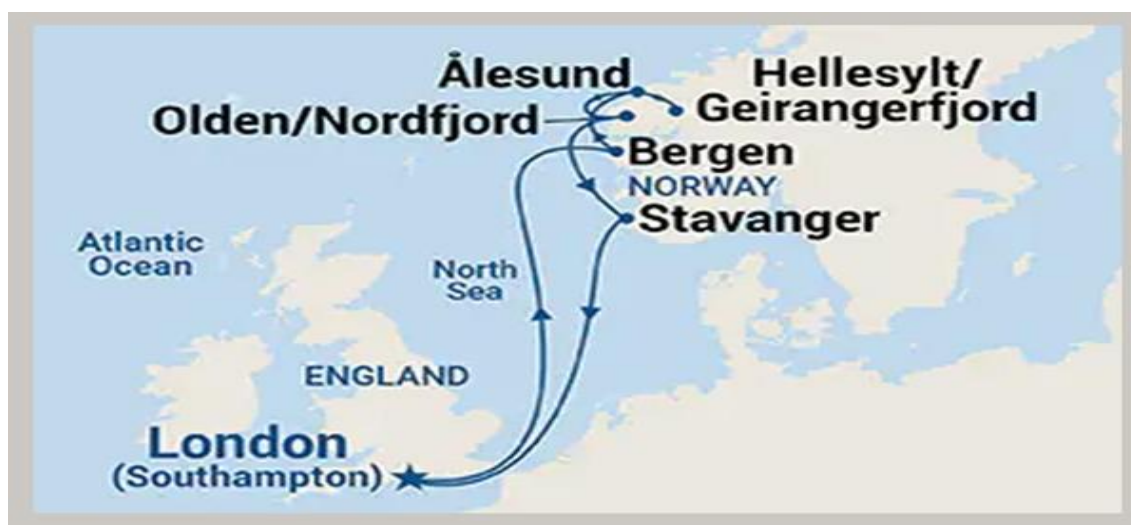 Ålesund
Hellesylt/
Geirangerfjord
Olden/Nordfjord
Bergen
NORWAY
Stavanger
Atlantic
Ocean
North
Sea
ENGLAND
London
(Southampton)